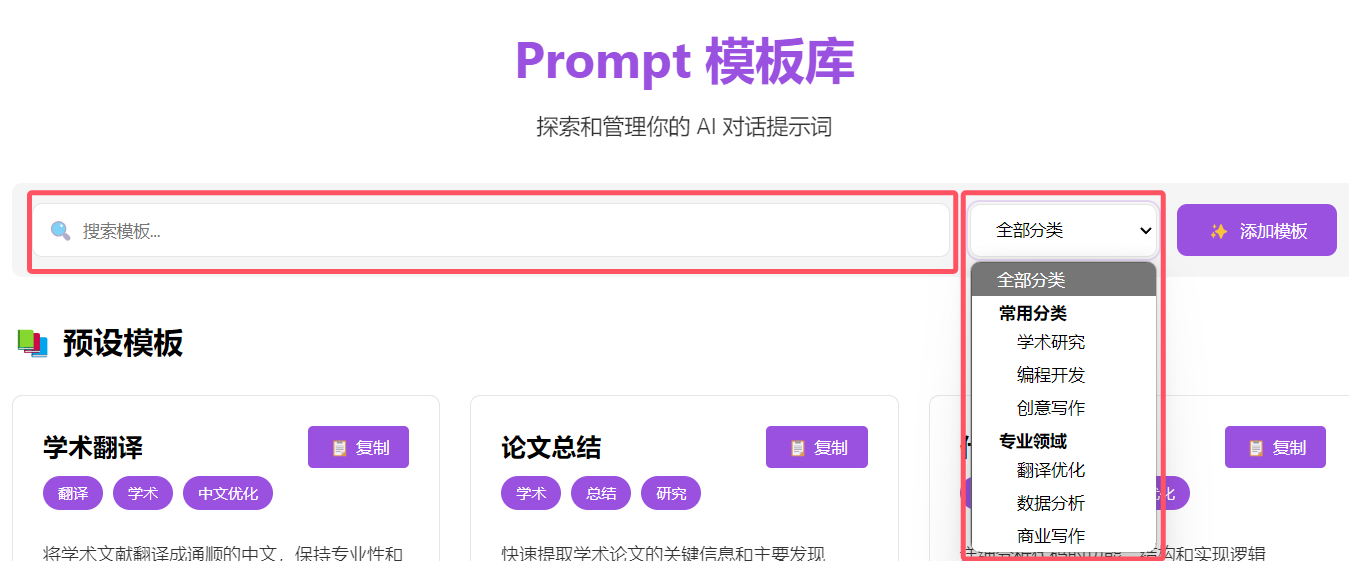 Prompt 模板库
探索和管理你的 AI 对话提示词
搜索模板...
全部分类
添加模板
全部分类
常用分类
学术研究
编程开发
创意写作
专业领域
翻译优化
数据分析
商业写作
预设模板
学术翻译
复制
翻译 学术 中文优化
将学术文献翻译成通顺的中文，保持专业性和
论文总结
复制
学术 总结 研究
快速提取学术论文的关键信息和主要发现
复制
结构和实现逻辑